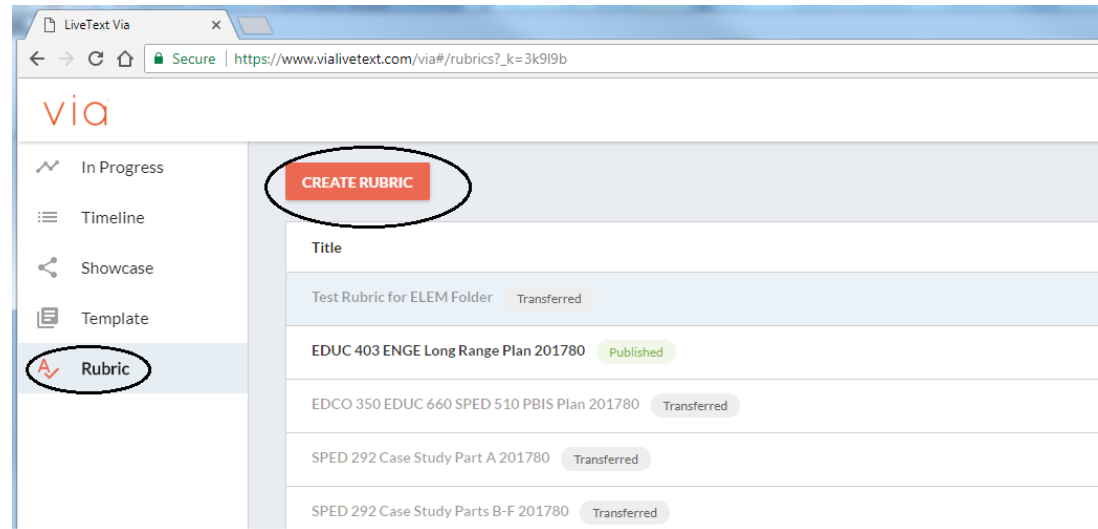 LiveText Via
Secure | https://www.vialivetext.com/via#/rubrics?_k=3k9l9b
via
In Progress
Timeline
Showcase
Template
Rubric
CREATE RUBRIC
Title
Test Rubric for ELEM Folder Transferred
EDUC 403 ENGE Long Range Plan 201780 Published
EDCO 350 EDUC 660 SPED 510 PBIS Plan 201780 Transferred
SPED 292 Case Study Part A 201780 Transferred
SPED 292 Case Study Parts B-F 201780 Transferred